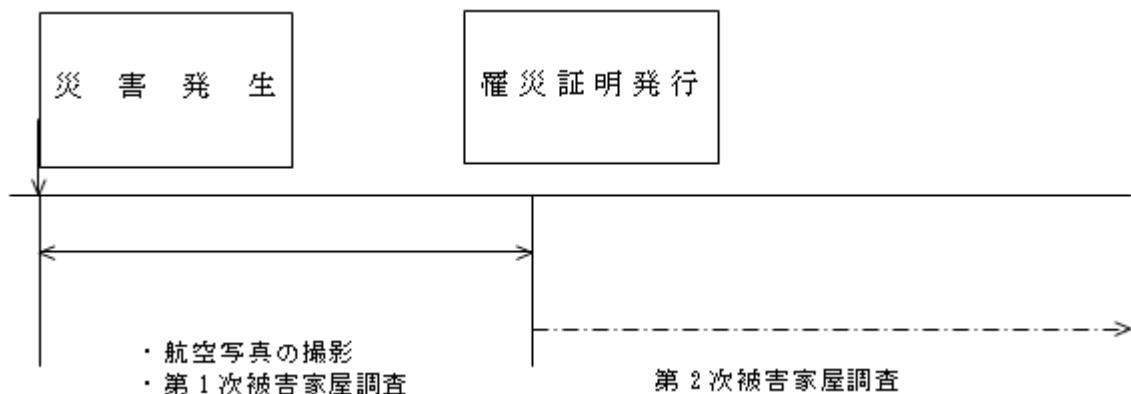 災害発生
罹災証明発行
・航空写真の撮影
・第1次被害家屋調査
第2次被害家屋調査